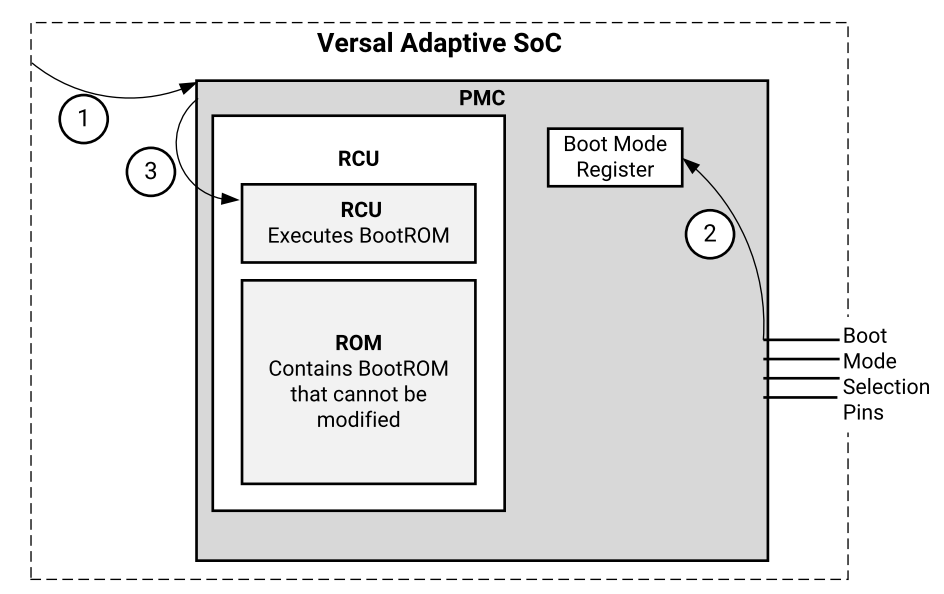 Versal Adaptive SoC
PMC
1
3
RCU
RCU
Executes BootROM
ROM
Contains BootROM
that cannot be
modified
Boot Mode
Register
2
Boot
Mode
Selection
Pins